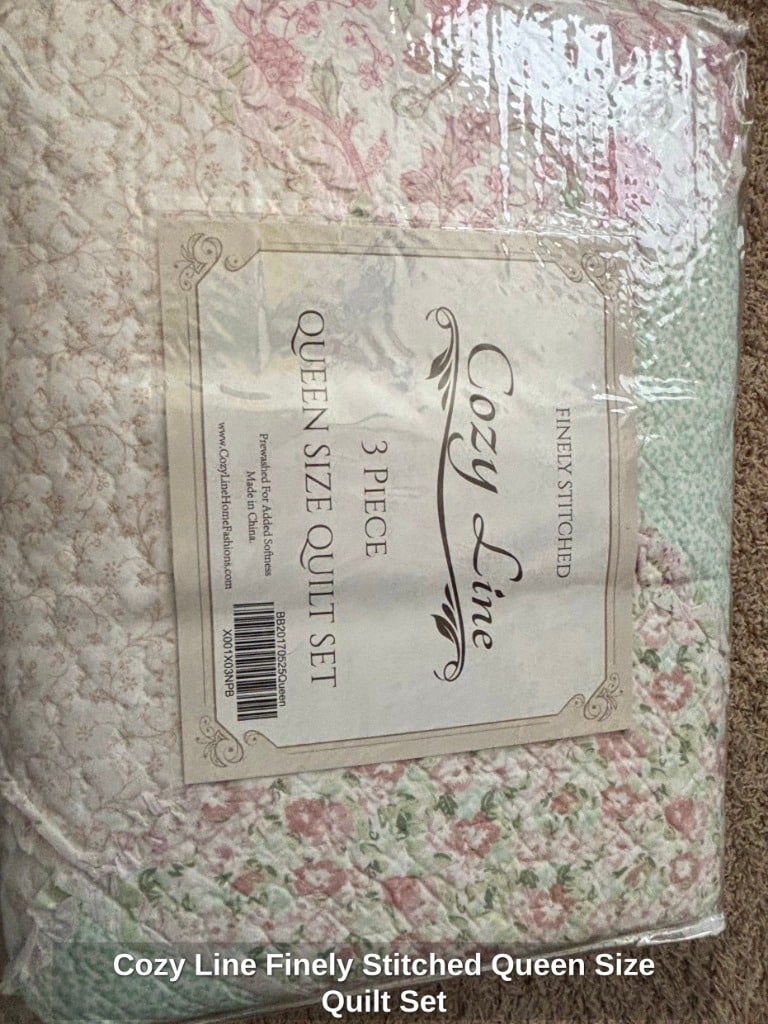 FINELY STITCHED
Cozy Line
3 PIECE
QUEEN SIZE QUILT SET
Prewashed For Added Softness
Made in China.
www.CozyLineHomeFashions.com
BB20170525Queen
X001X03NPB
Cozy Line Finely Stitched Queen Size
Quilt Set